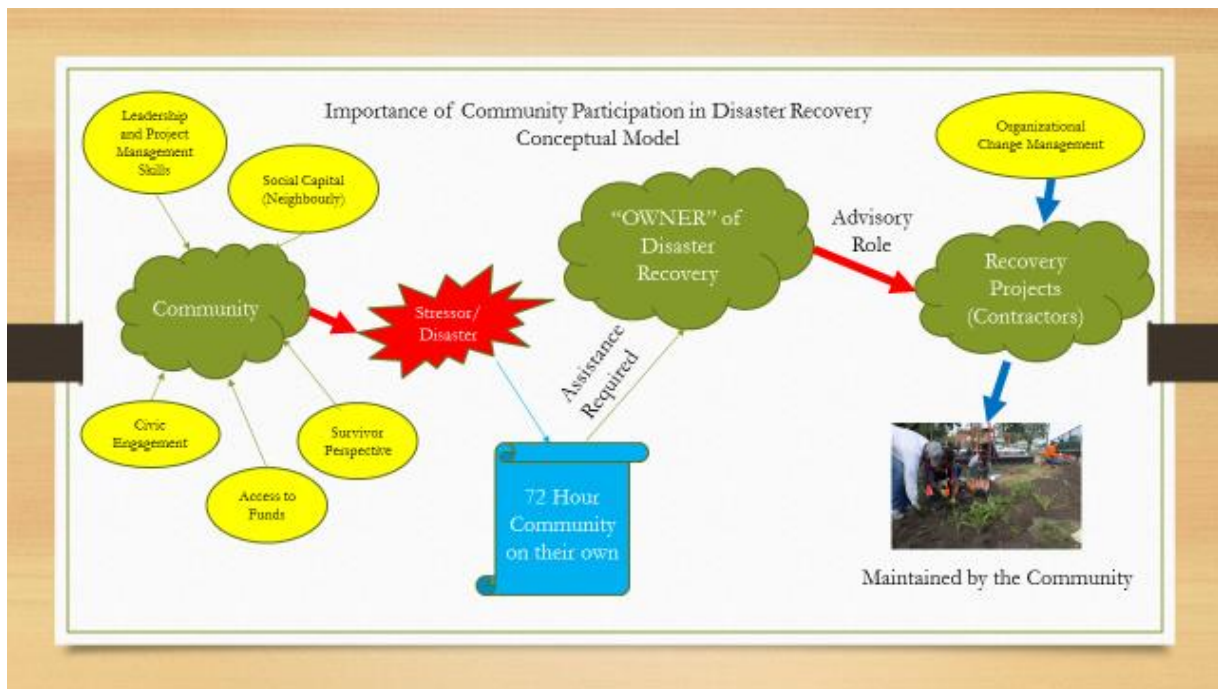 Importance of Community Participation in Disaster Recovery
Conceptual Model
Leadership
and Project
Management
Skills
Social Capital
(Neighbourly)
Community
Civic
Engagement
Access to
Funds
Survivor
Perspective
Stressor/
Disaster
72 Hour
Community
on their own
Assistance
Required
“OWNER” of
Disaster
Recovery
Advisory
Role
Organizational
Change Management
Recovery
Projects
(Contractors)
Maintained by the Community